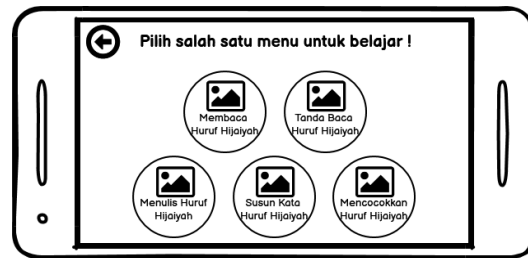 Pilih salah satu menu untuk belajar !
Membaca
Huruf Hijaiyah
Tanda Baca
Huruf Hijaiyah
Menulis Huruf
Hijaiyah
Susun Kata
Huruf Hijaiyah
Mencocokkan
Huruf Hijaiyah